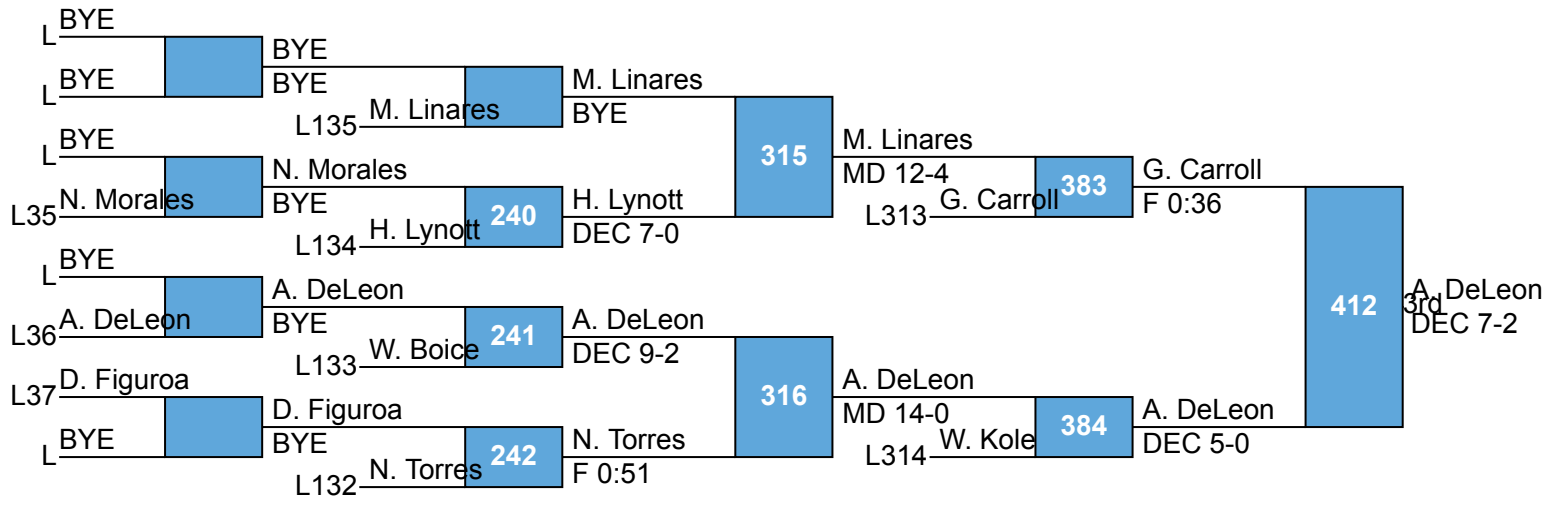 BYE
L
BYE
L
BYE
BYE
M. Linares
L135
M. Linares
BYE
BYE
L
N. Morales
L35
N. Morales
BYE
H. Lynott
L134
240
H. Lynott
DEC 7-0
315
M. Linares
MD 12-4
G. Carroll
L313
383
G. Carroll
F 0:36
BYE
L
A. DeLeon
L36
A. DeLeon
BYE
W. Boice
L133
241
A. DeLeon
DEC 9-2
D. Figuroa
L37
BYE
L
D. Figuroa
BYE
N. Torres
L132
242
N. Torres
F 0:51
316
A. DeLeon
MD 14-0
W. Kole
L314
384
A. DeLeon
DEC 5-0
412
3rd
A. DeLeon
DEC 7-2